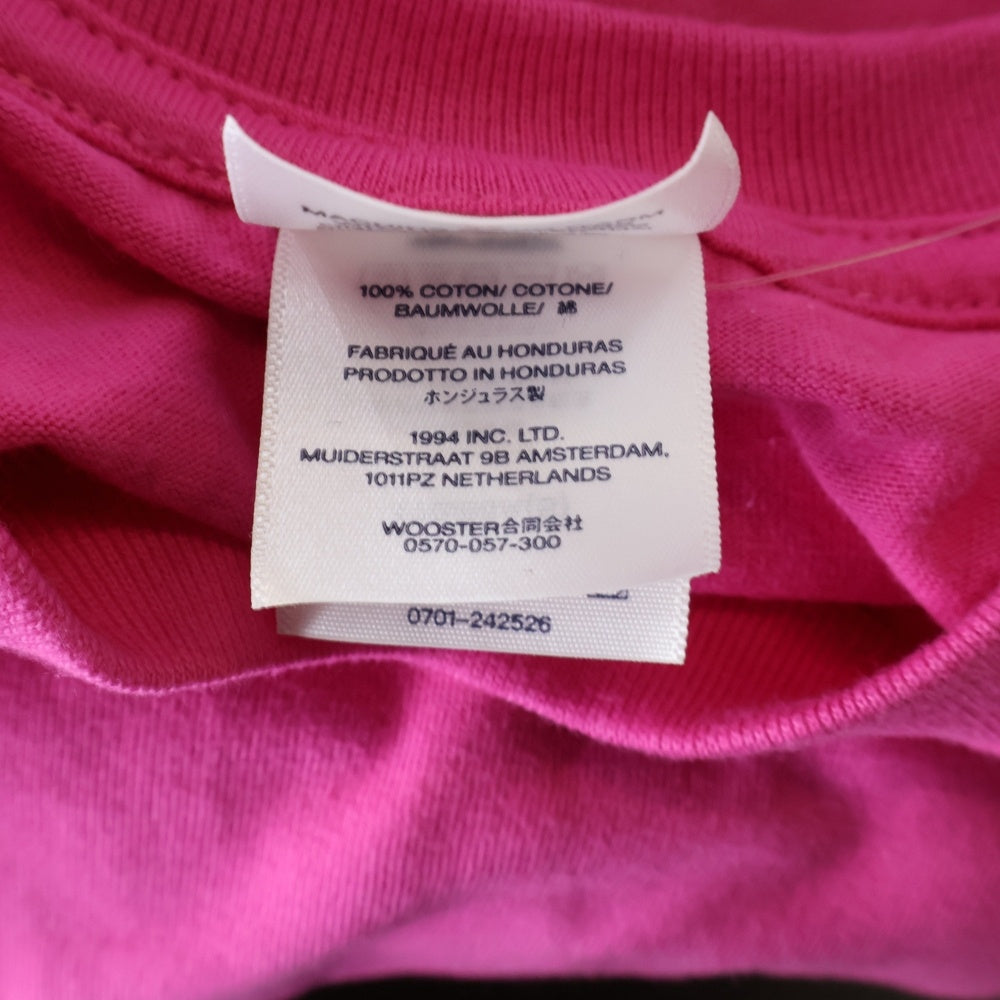 100% COTON/ COTONE/
BAUMWOLLE/ 綿
FABRIQUÉ AU HONDURAS
PRODOTTO IN HONDURAS
ホンジュラス製
1994 INC. LTD.
MUIDERSTRAAT 9B AMSTERDAM,
1011PZ NETHERLANDS
WOOSTER合同会社
0570-057-300
0701-242526